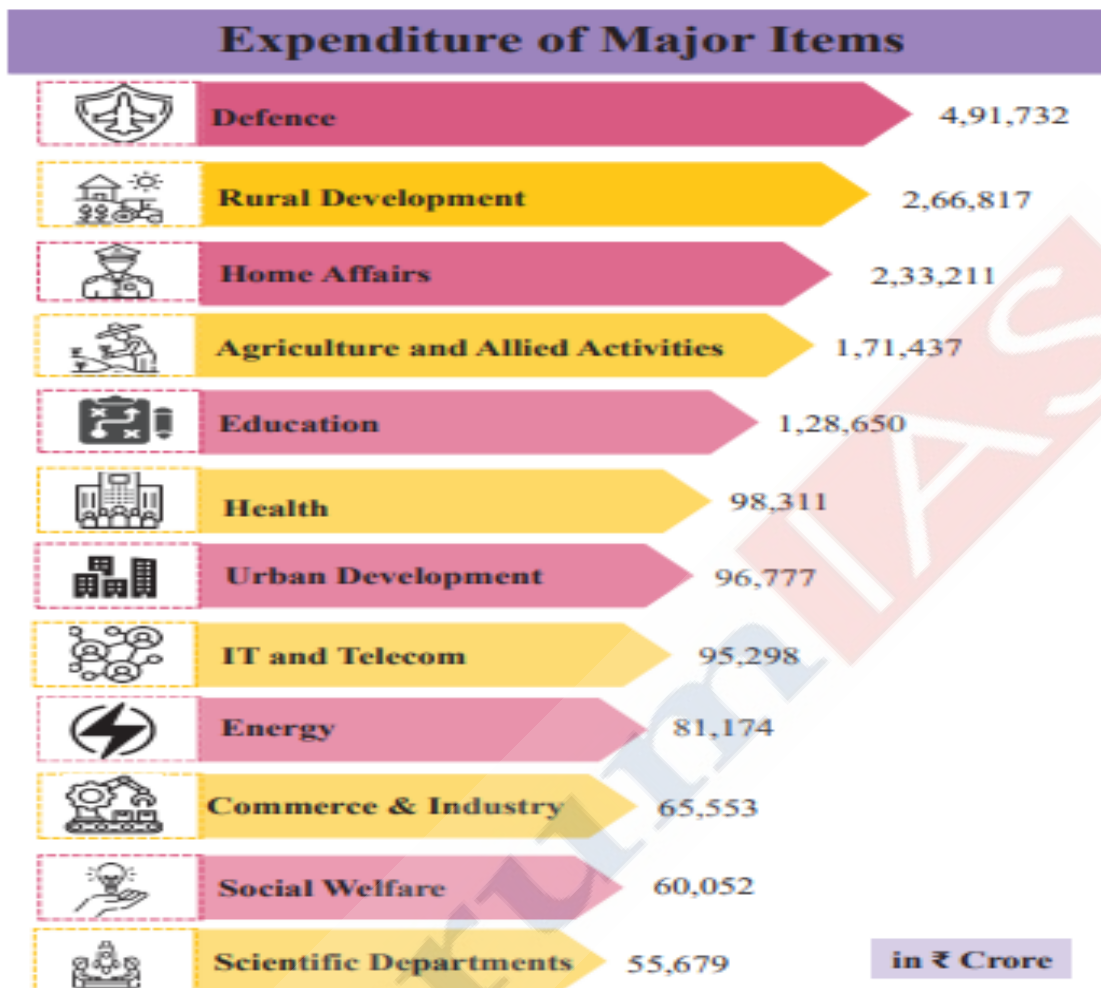 Expenditure of Major Items
Defence 4,91,732
Rural Development 2,66,817
Home Affairs 2,33,211
Agriculture and Allied Activities 1,71,437
Education 1,28,650
Health 98,311
Urban Development 96,777
IT and Telecom 95,298
Energy 81,174
Commerce & Industry 65,553
Social Welfare 60,052
Scientific Departments 55,679
in ₹ Crore
rum IAS